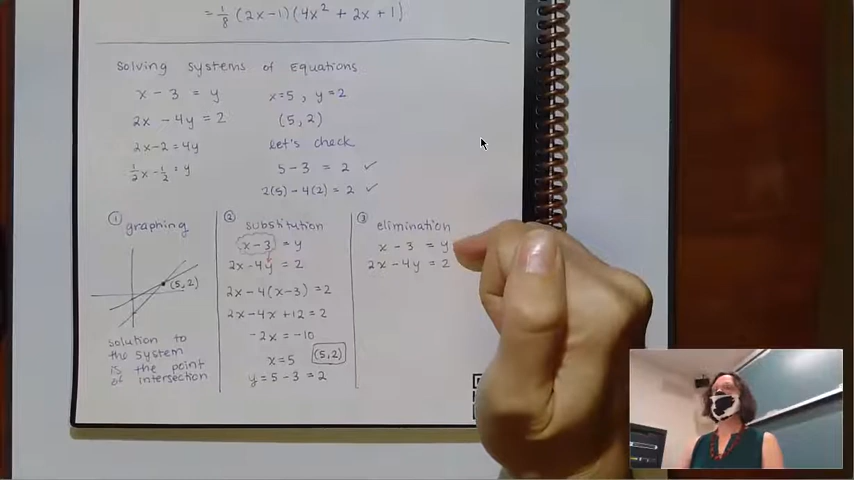 = 1/8 (2x-1)(4x² + 2x + 1)
Solving Systems of Equations
x - 3 = y
2x - 4y = 2
2x - 2 = 4y
1/2x - 1/2 = y
x=5, y=2
(5, 2)
let's check
5 - 3 = 2 ✓
2(5) - 4(2) = 2 ✓
① graphing
(5,2)
solution to
the system
is the point
of intersection
② substitution
x-3 = y
2x - 4y = 2
2x - 4(x-3) = 2
2x - 4x + 12 = 2
-2x = -10
x=5 (5,2)
y = 5 - 3 = 2
③ elimination
x - 3 = y
2x - 4y = 2